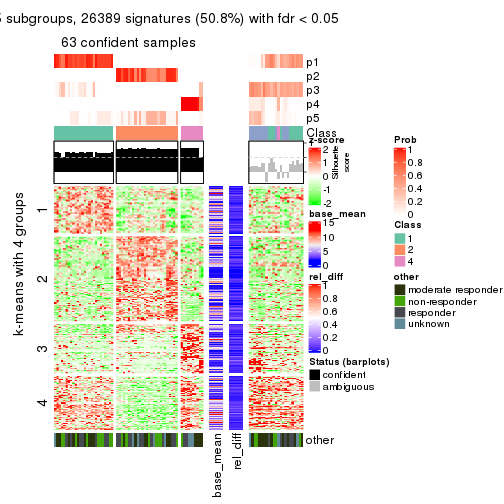 5 subgroups, 26389 signatures (50.8%) with fdr < 0.05
63 confident samples
p1
p2
p3
p4
p5
Class
k-means with 4 groups
1
2
3
4
base_mean
rel_diff
other
z-score
2
1
0
-1
-2
Silhouette score
base_mean
15
10
5
0
rel_diff
1
0.8
0.6
0.4
0.2
0
Status (barplots)
confident
ambiguous
Prob
1
0.8
0.6
0.4
0.2
0
Class
1
2
4
other
moderate responder
non-responder
responder
unknown